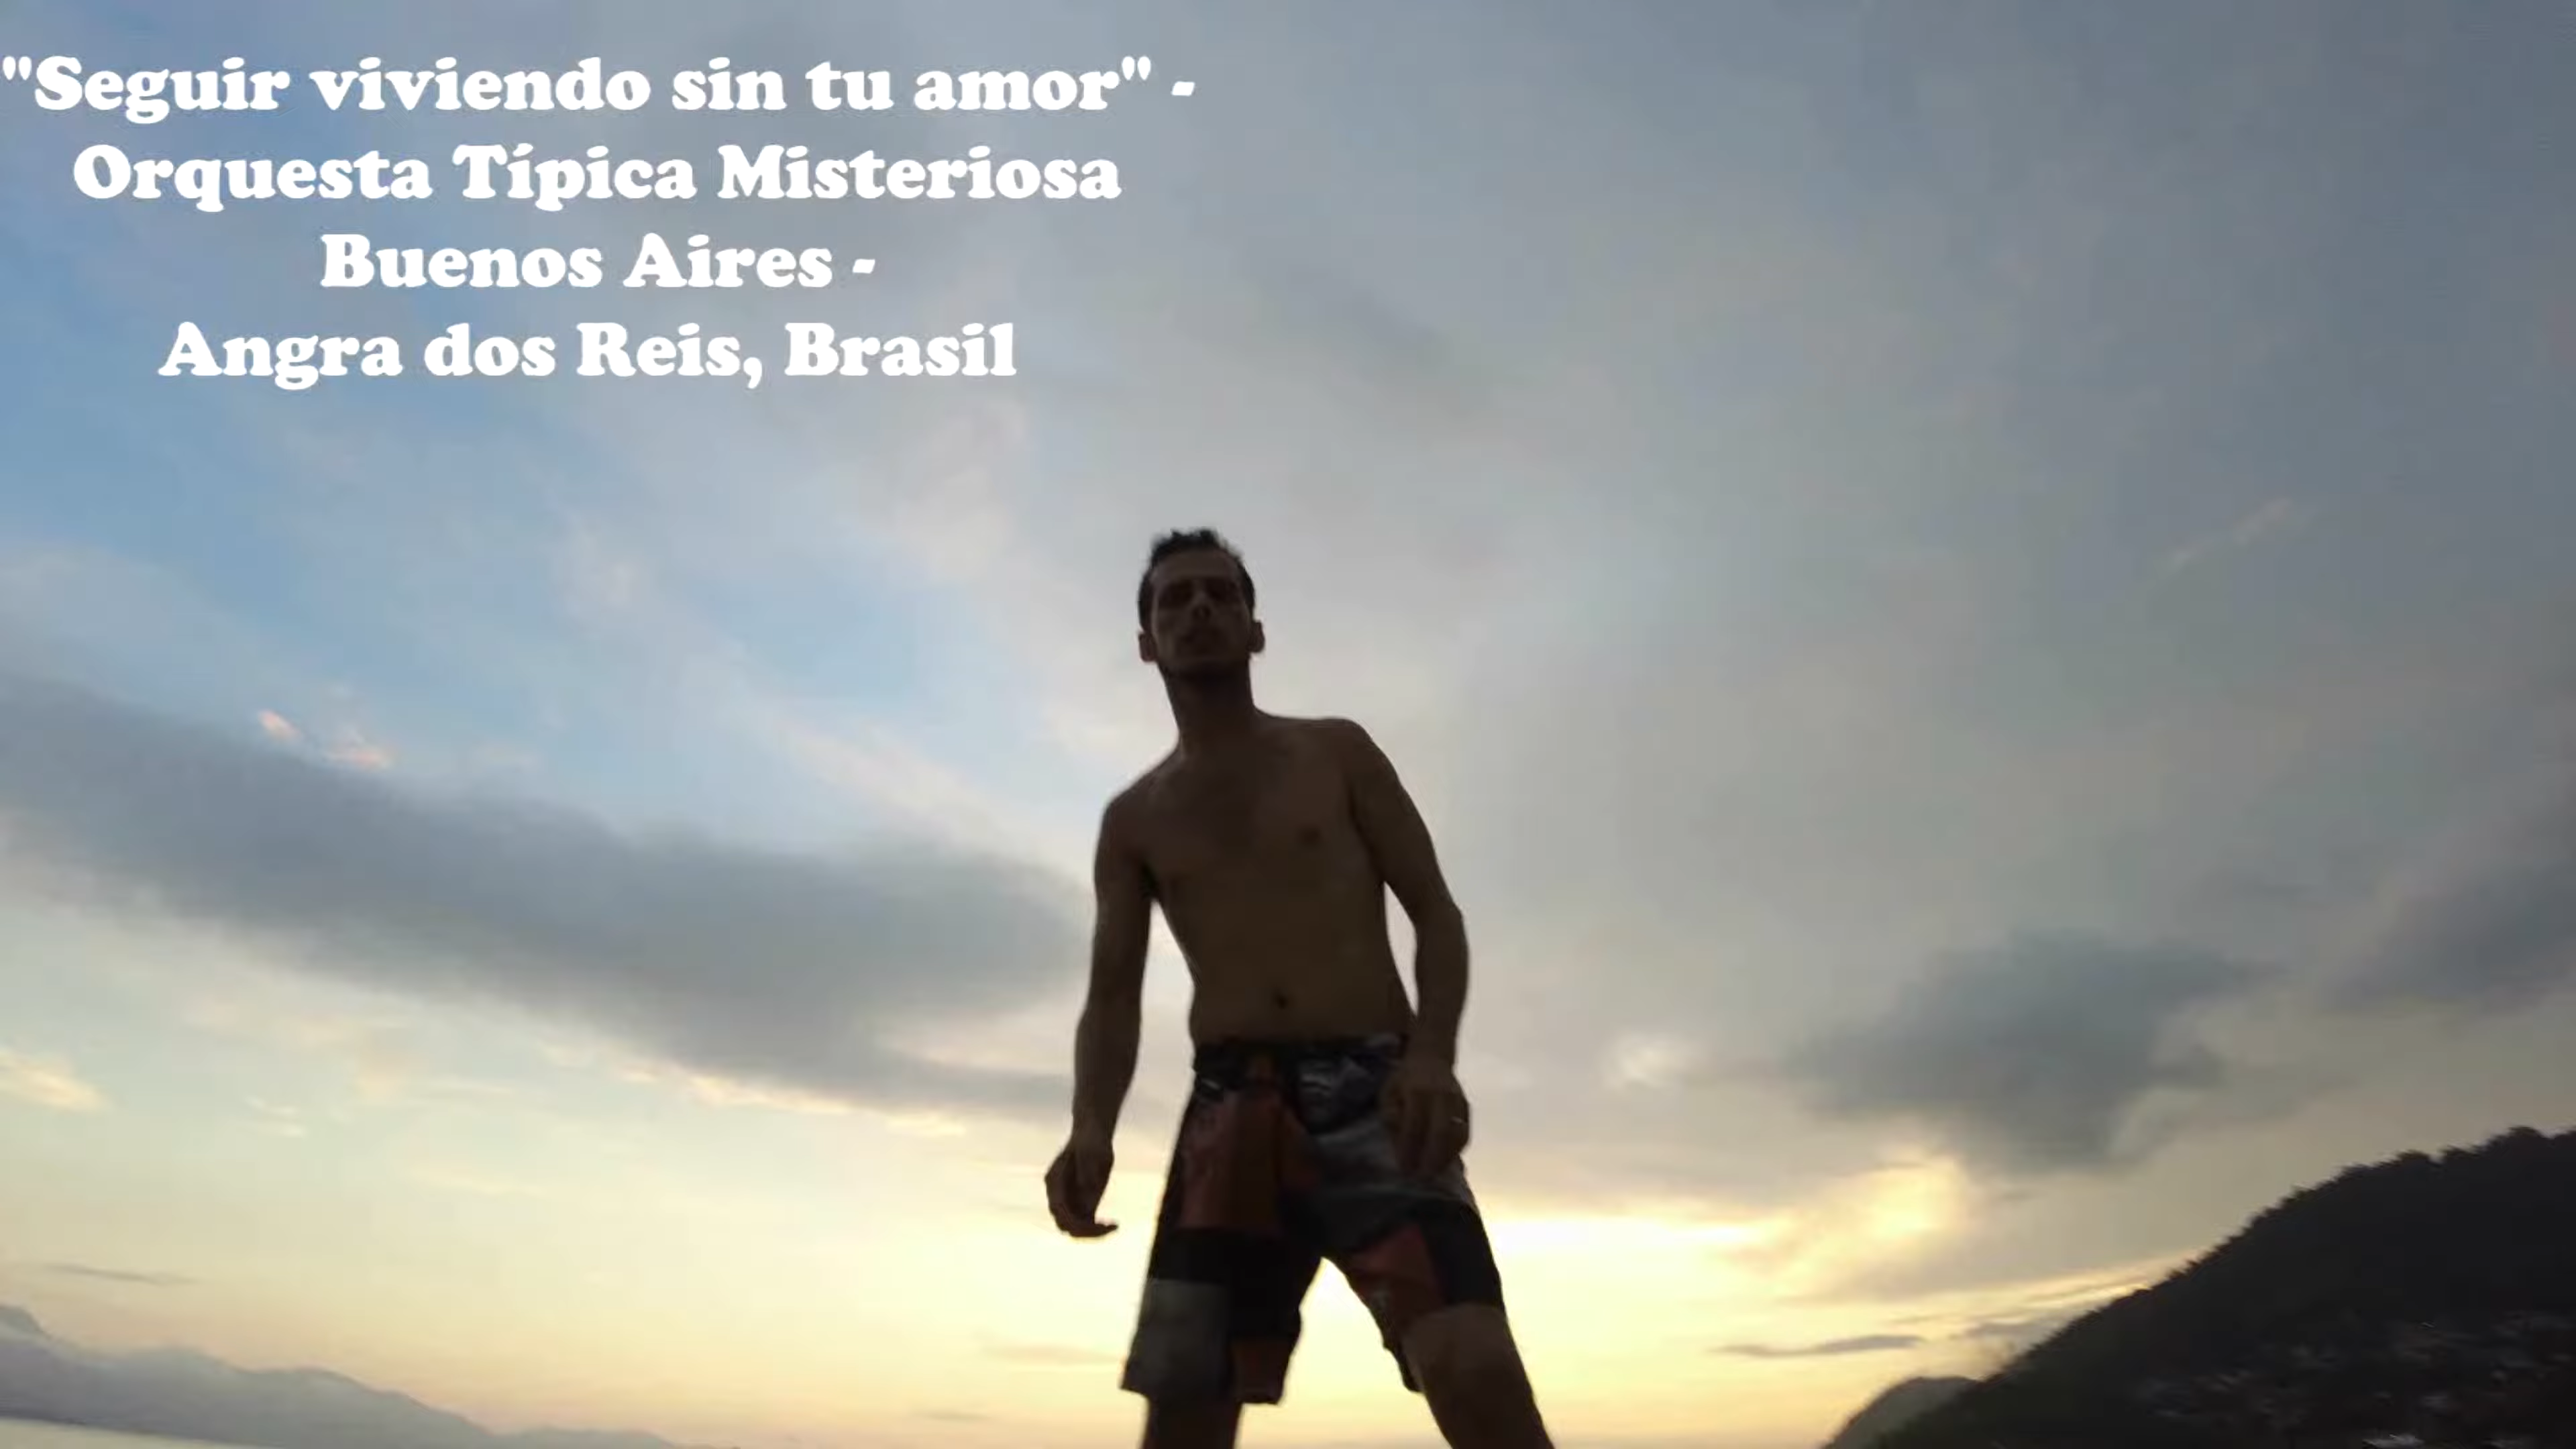 "Seguir viviendo sin tu amor" -
Orquesta Típica Misteriosa
Buenos Aires -
Angra dos Reis, Brasil